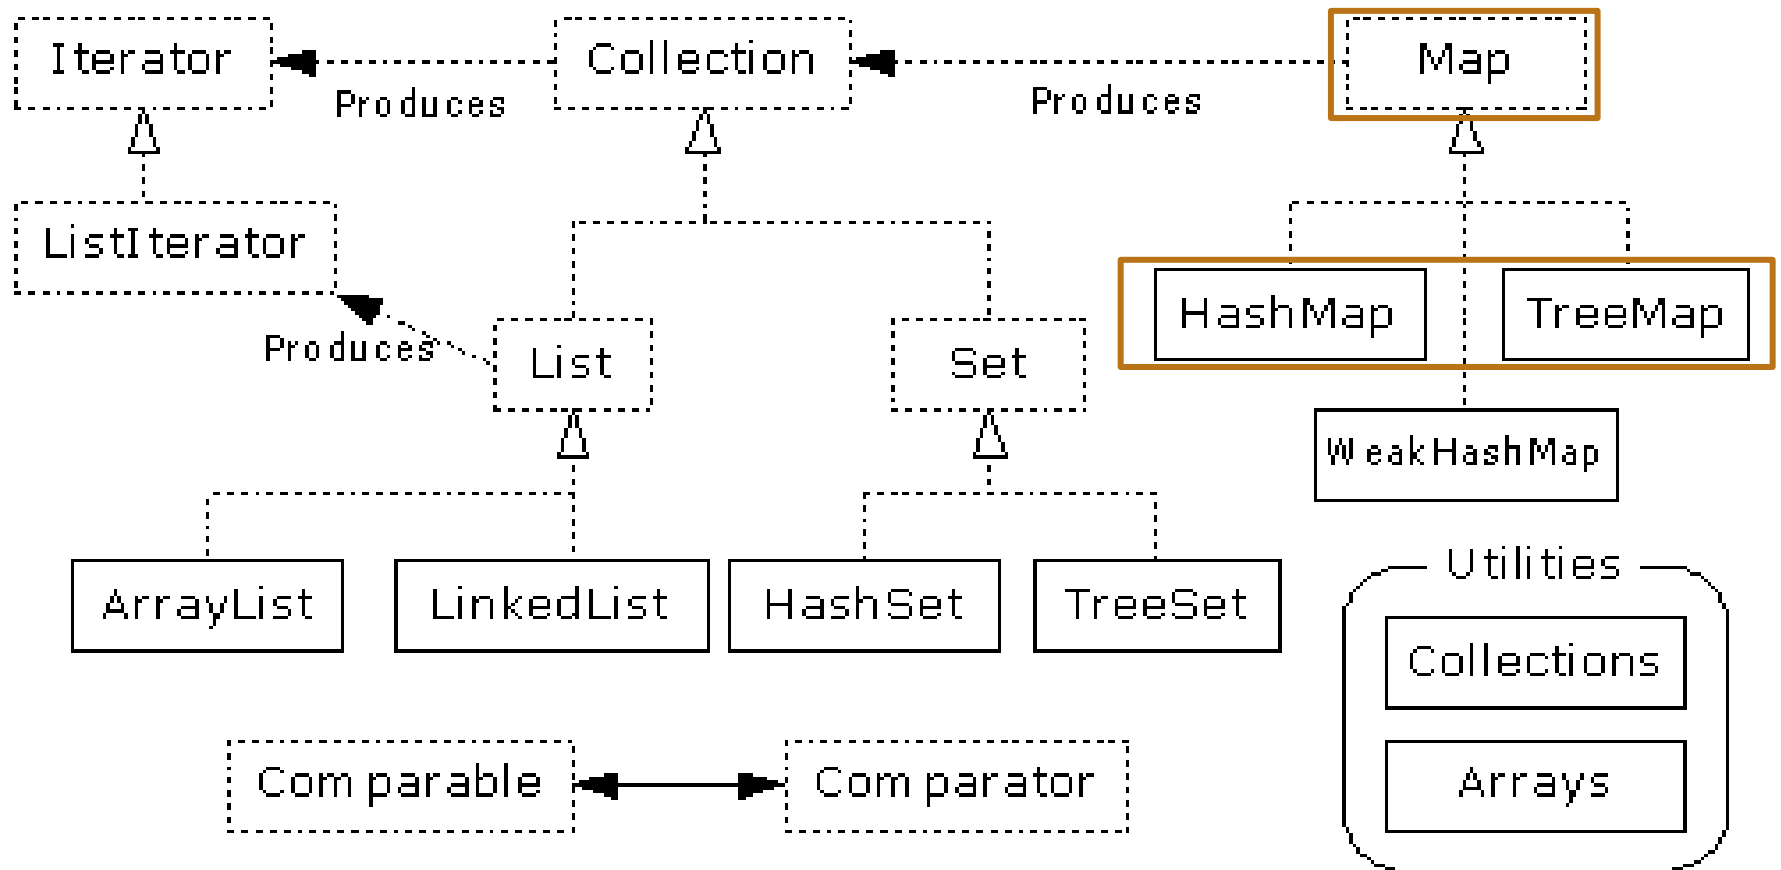 Iterator
Collection
Map
Produces
Produces
ListIterator
HashMap
TreeMap
Produces
List
Set
WeakHashMap
Utilities
ArrayList
LinkedList
HashSet
TreeSet
Collections
Comparable
Comparator
Arrays